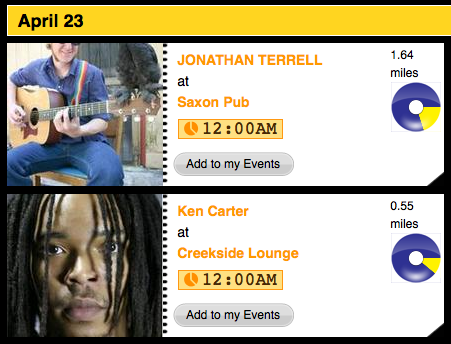 April 23
JONATHAN TERRELL
at
Saxon Pub
12:00AM
Add to my Events
1.64
miles
Ken Carter
at
Creekside Lounge
12:00AM
Add to my Events
0.55
miles